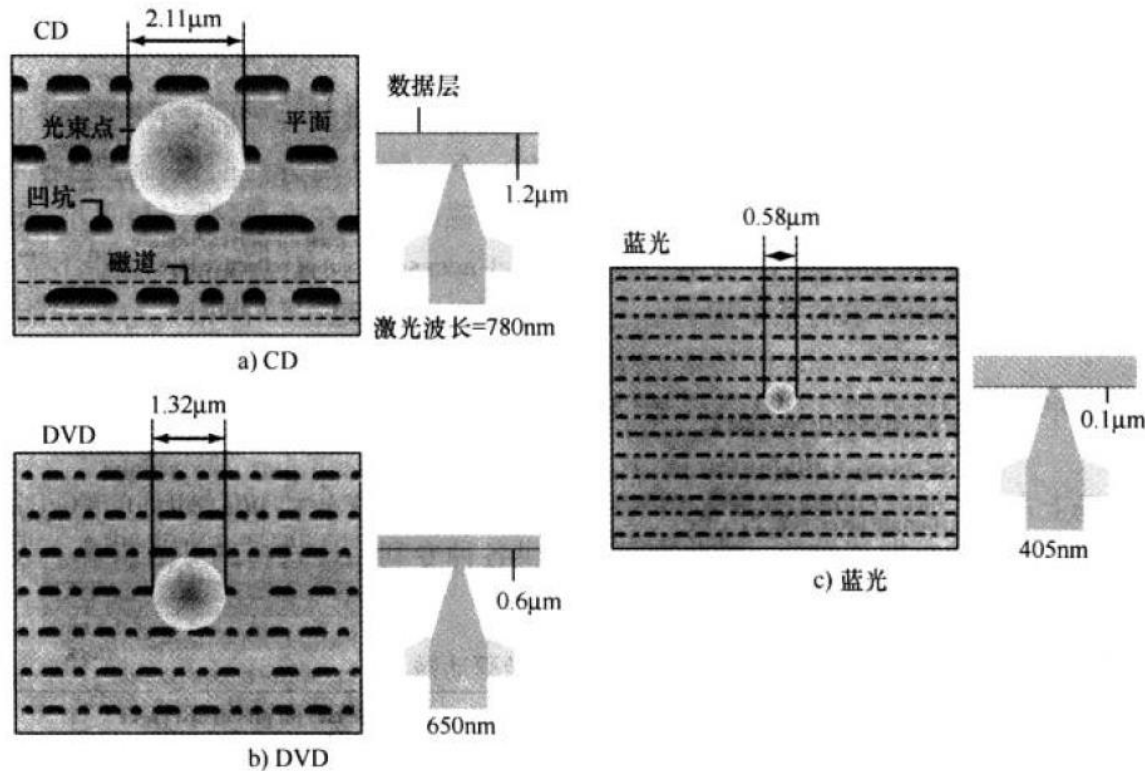 CD
2.11μm
光束点
平面
凹坑
磁道
数据层
1.2μm
激光波长=780nm
a) CD
DVD
1.32μm
0.6μm
650nm
b) DVD
蓝光
0.58μm
0.1μm
405nm
c) 蓝光